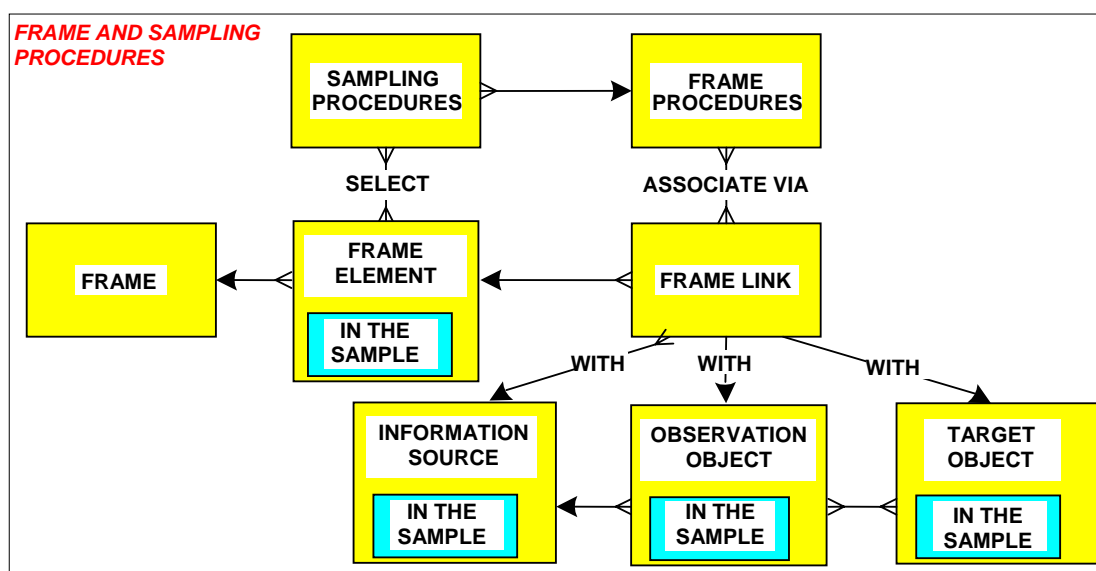 FRAME AND SAMPLING
PROCEDURES
SAMPLING
PROCEDURES
FRAME
PROCEDURES
SELECT
ASSOCIATE VIA
FRAME
FRAME
ELEMENT
IN THE
SAMPLE
FRAME LINK
WITH
WITH
WITH
INFORMATION
SOURCE
IN THE
SAMPLE
OBSERVATION
OBJECT
IN THE
SAMPLE
TARGET
OBJECT
IN THE
SAMPLE